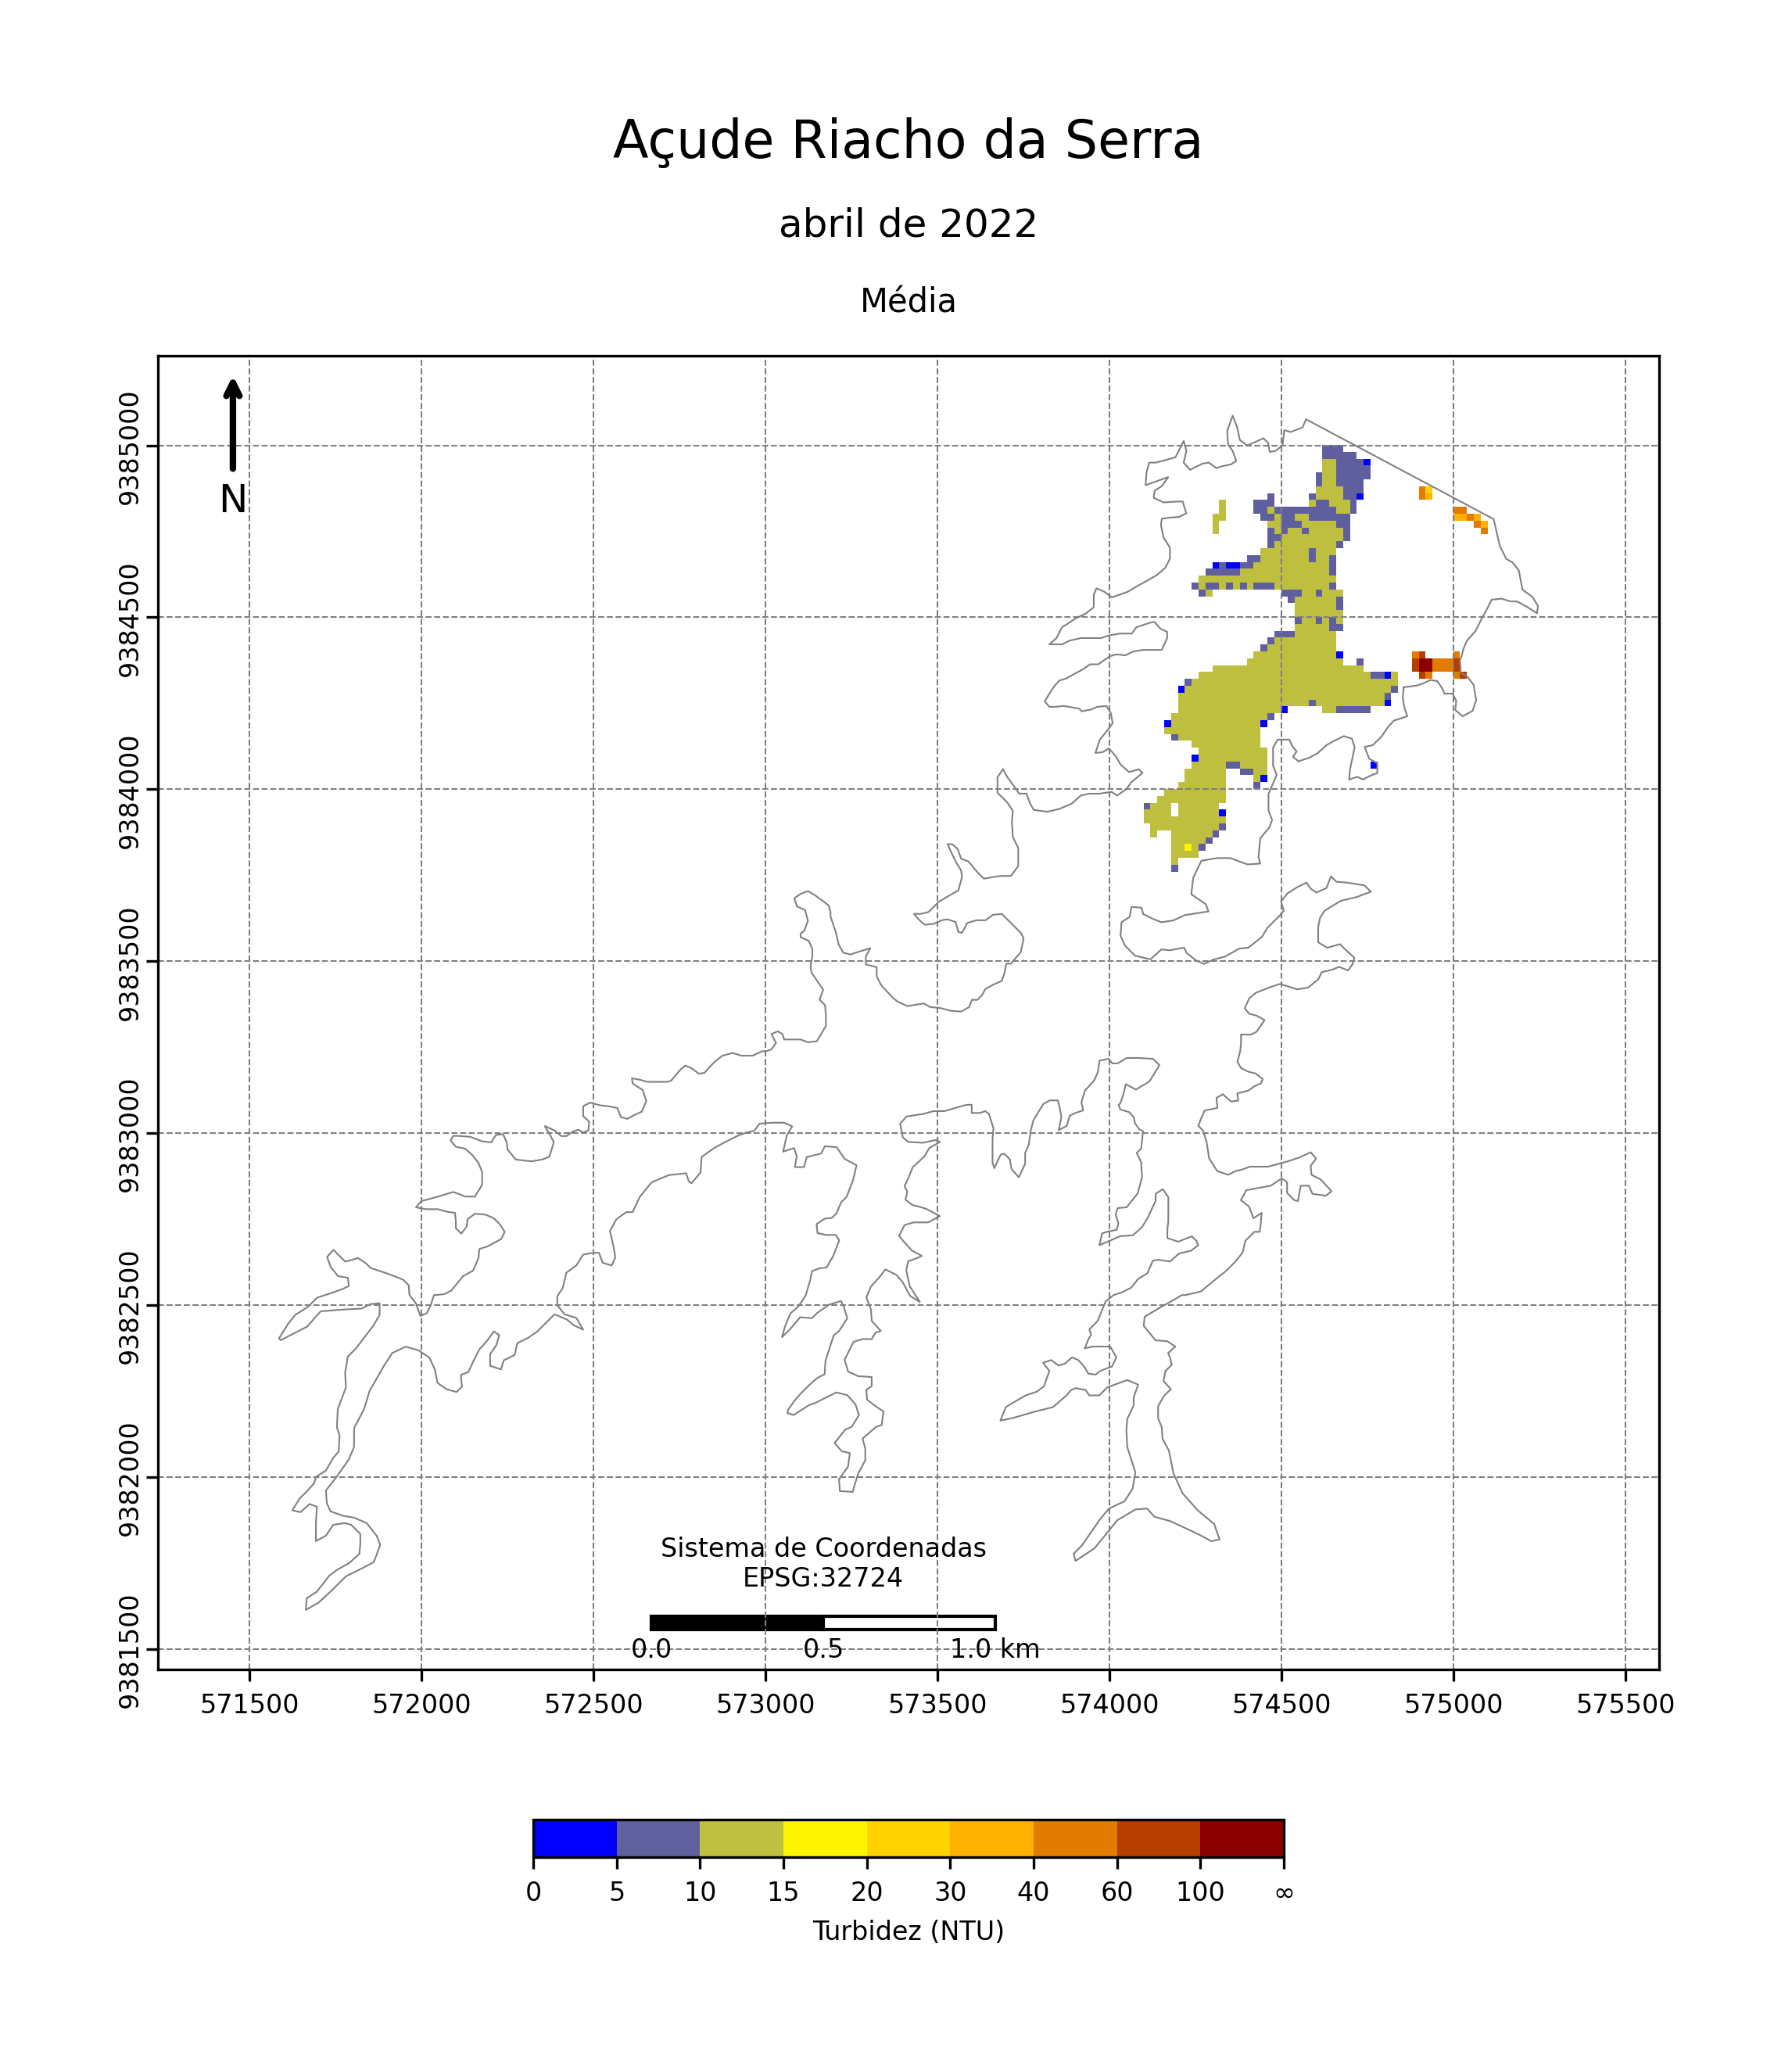 Açude Riacho da Serra
abril de 2022
Média
N
9385000
9384500
9384000
9383500
9383000
9382500
9382000
9381500
Sistema de Coordenadas
EPSG:32724
0.0 0.5 1.0 km
571500 572000 572500 573000 573500 574000 574500 575000 575500
0 5 10 15 20 30 40 60 100 ∞
Turbidez (NTU)